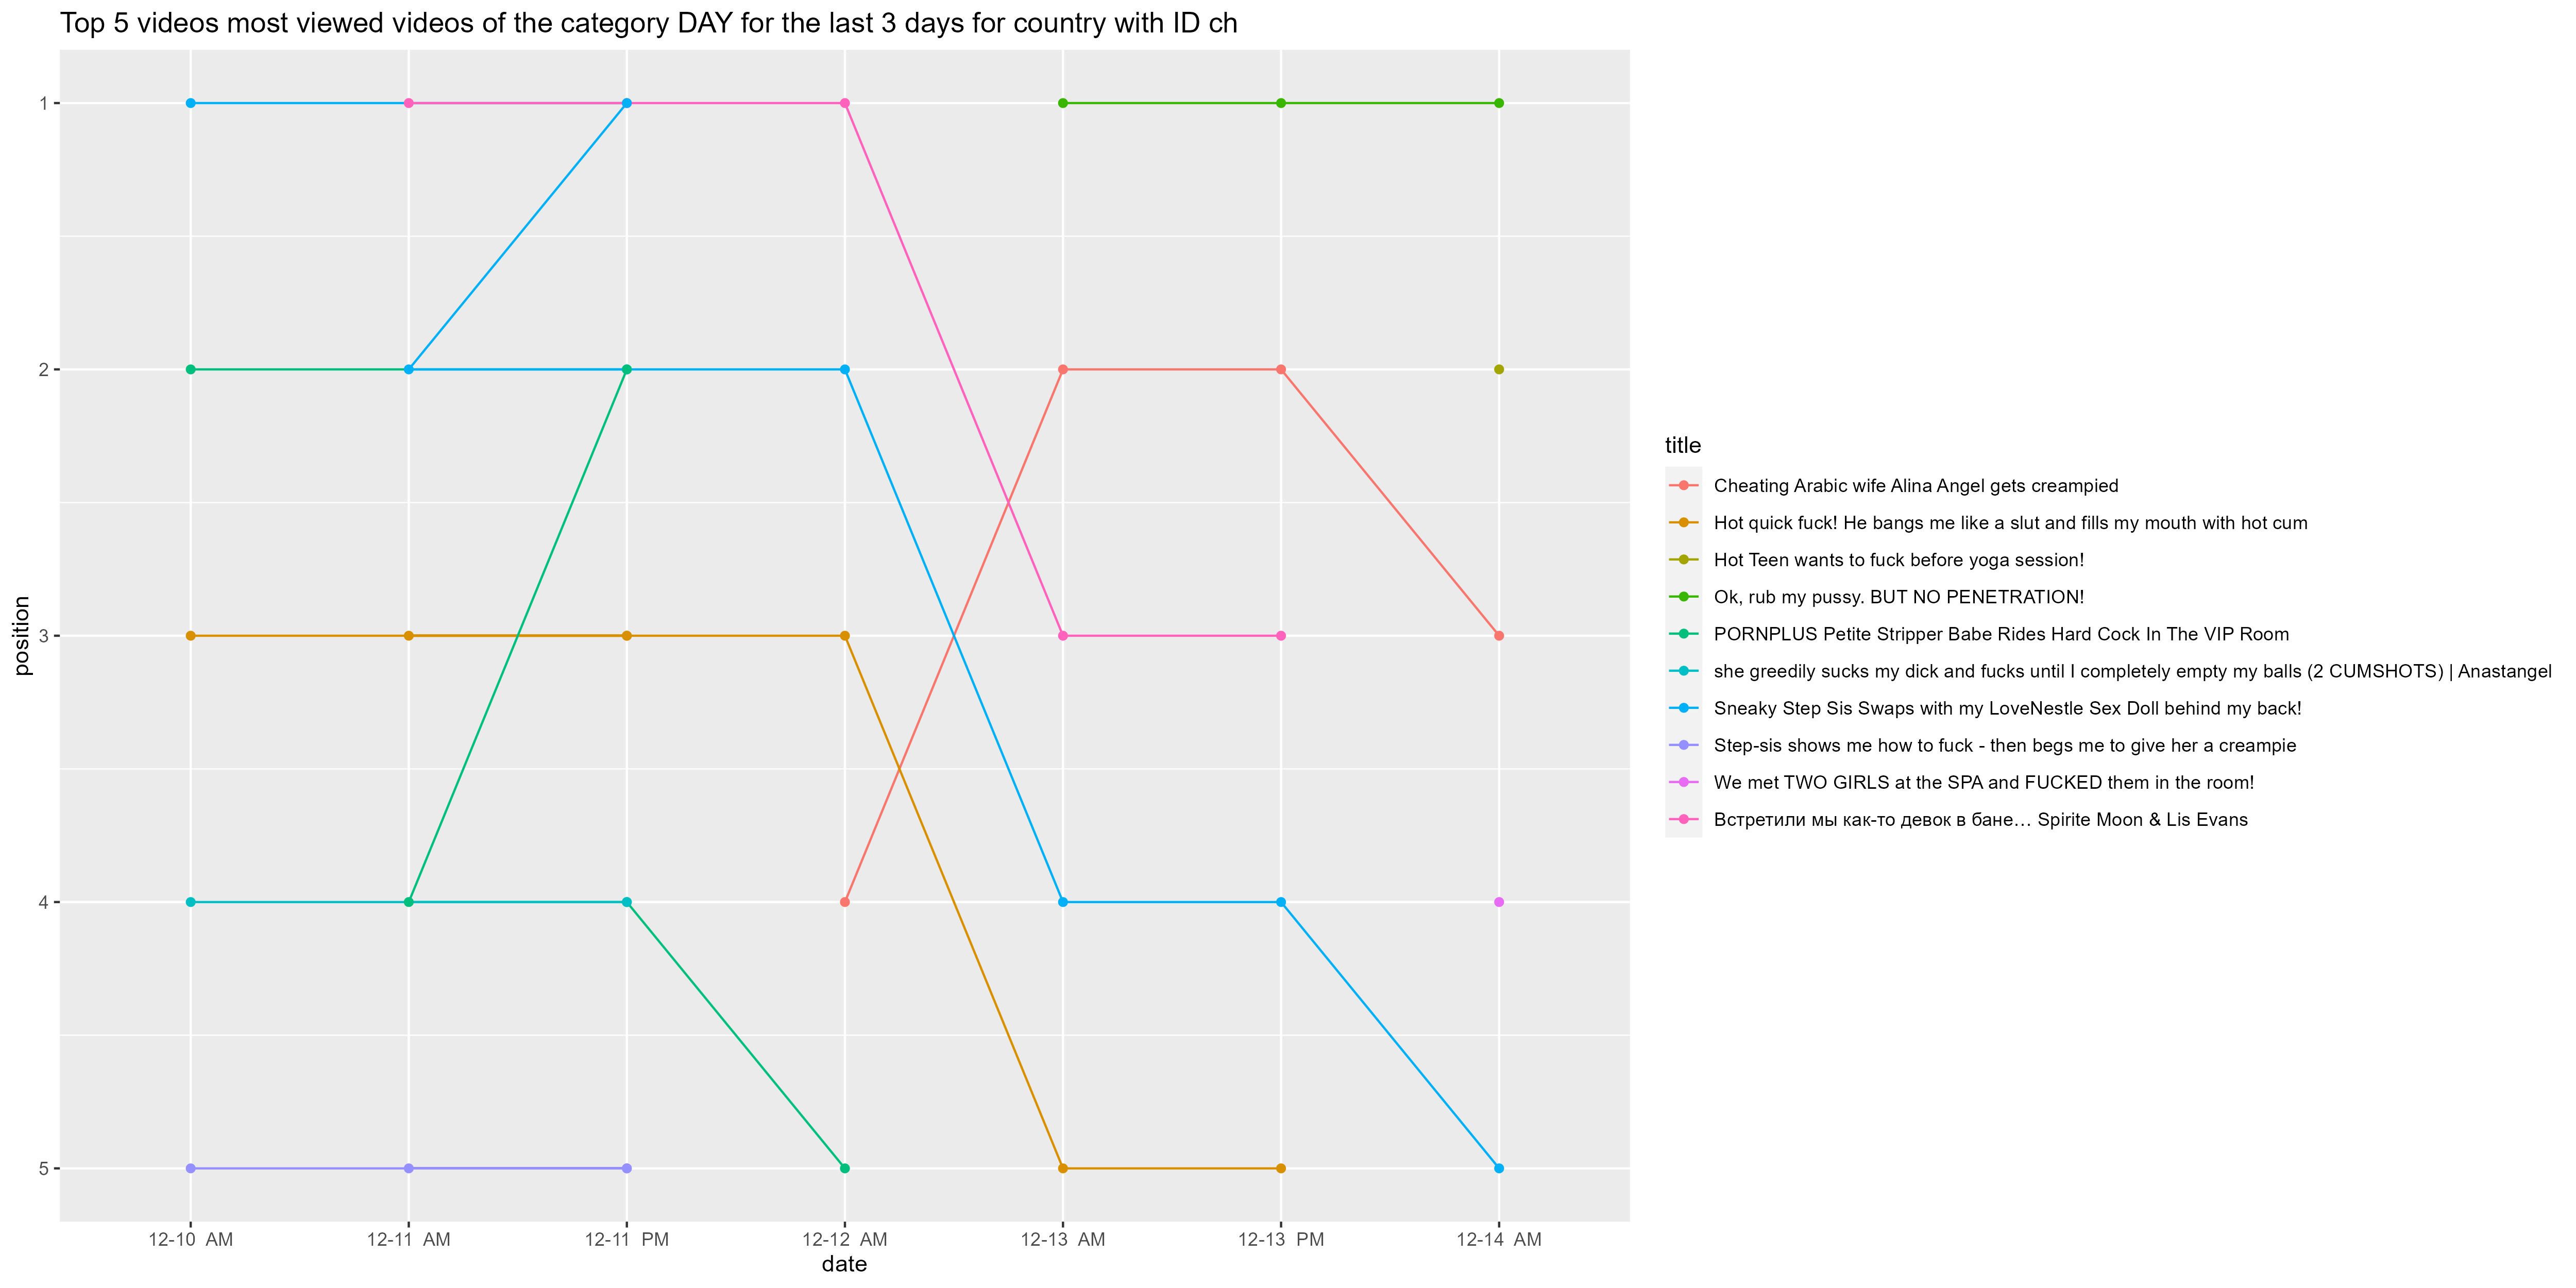 Top 5 videos most viewed videos of the category DAY for the last 3 days for country with ID ch
1
2
3
4
5
position
12-10 AM
12-11 AM
12-11 PM
12-12 AM
12-13 AM
12-13 PM
12-14 AM
date
title
Cheating Arabic wife Alina Angel gets creampied
Hot quick fuck! He bangs me like a slut and fills my mouth with hot cum
Hot Teen wants to fuck before yoga session!
Ok, rub my pussy. BUT NO PENETRATION!
PORNPLUS Petite Stripper Babe Rides Hard Cock In The VIP Room
she greedily sucks my dick and fucks until I completely empty my balls (2 CUMSHOTS) | Anastangel
Sneaky Step Sis Swaps with my LoveNestle Sex Doll behind my back!
Step-sis shows me how to fuck - then begs me to give her a creampie
We met TWO GIRLS at the SPA and FUCKED them in the room!
Встретили мы как-то девок в бане… Spirite Moon & Lis Evans